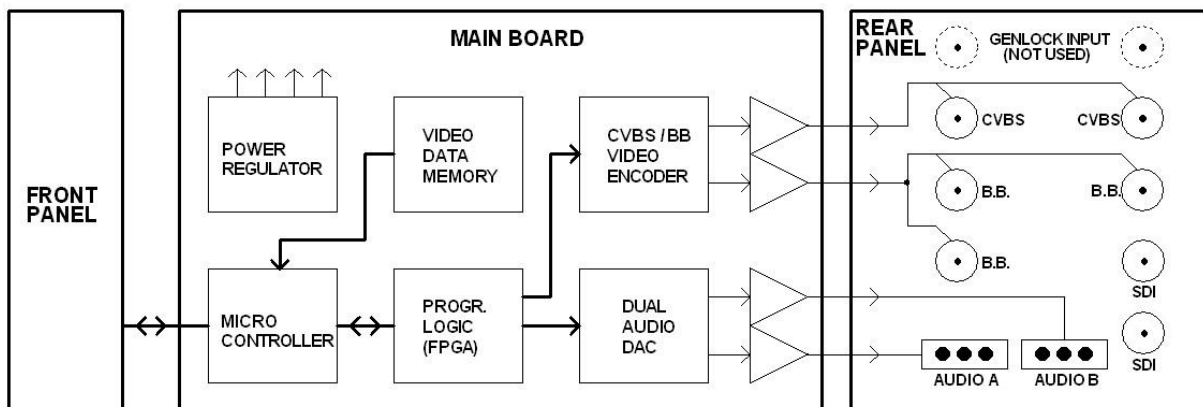 FRONT
PANEL
MAIN BOARD
POWER
REGULATOR
VIDEO
DATA
MEMORY
CVBS / BB
VIDEO
ENCODER
MICRO
CONTROLLER
PROGR.
LOGIC
(FPGA)
DUAL
AUDIO
DAC
REAR
PANEL
GENLOCK INPUT
(NOT USED)
CVBS
CVBS
B.B.
B.B.
B.B.
SDI
SDI
AUDIO A
AUDIO B